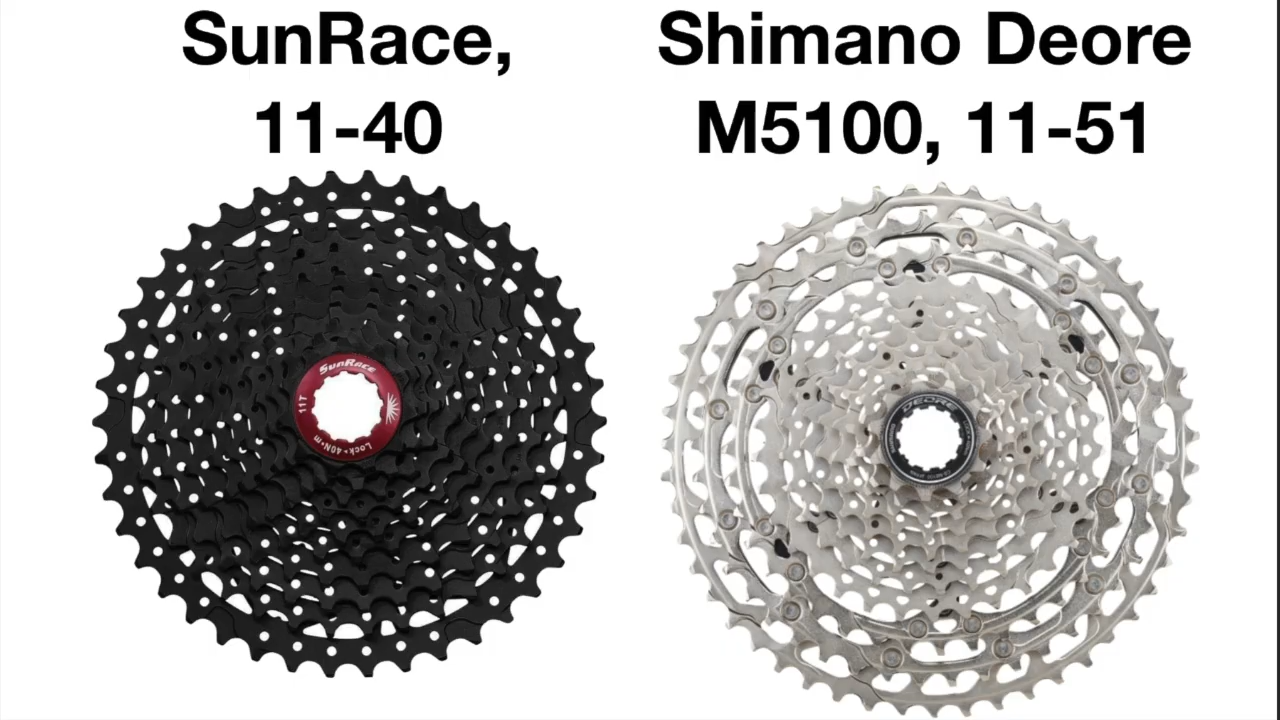 SunRace,
11-40
Shimano Deore
M5100, 11-51
SunRace
11T
Lock 40N·m
DEORE